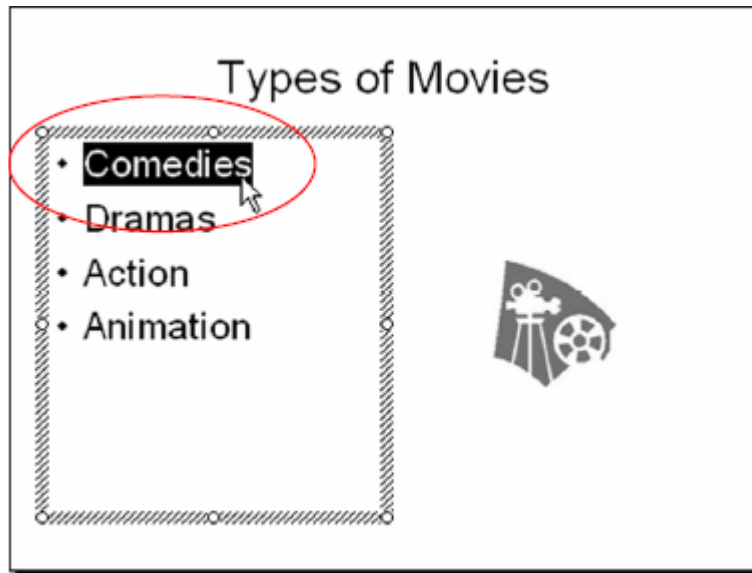 Types of Movies
• Comedies
• Dramas
• Action
• Animation